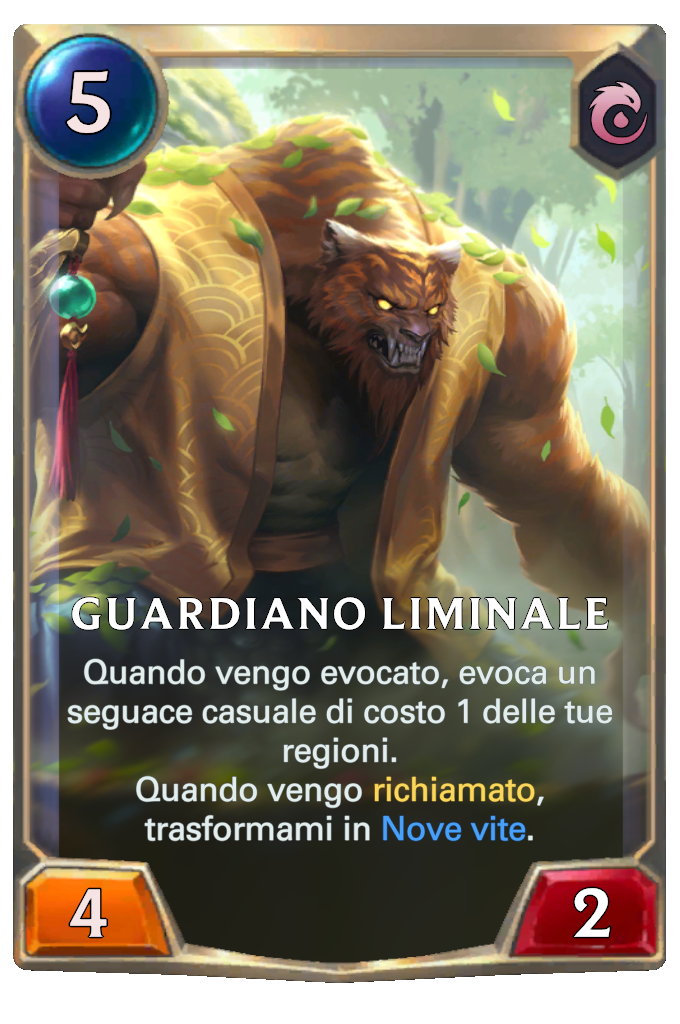 5
GUARDIANO LIMINALE
Quando vengo evocato, evoca un
seguace casuale di costo 1 delle tue
regioni.
Quando vengo richiamato,
trasformami in Nove vite.
4
2